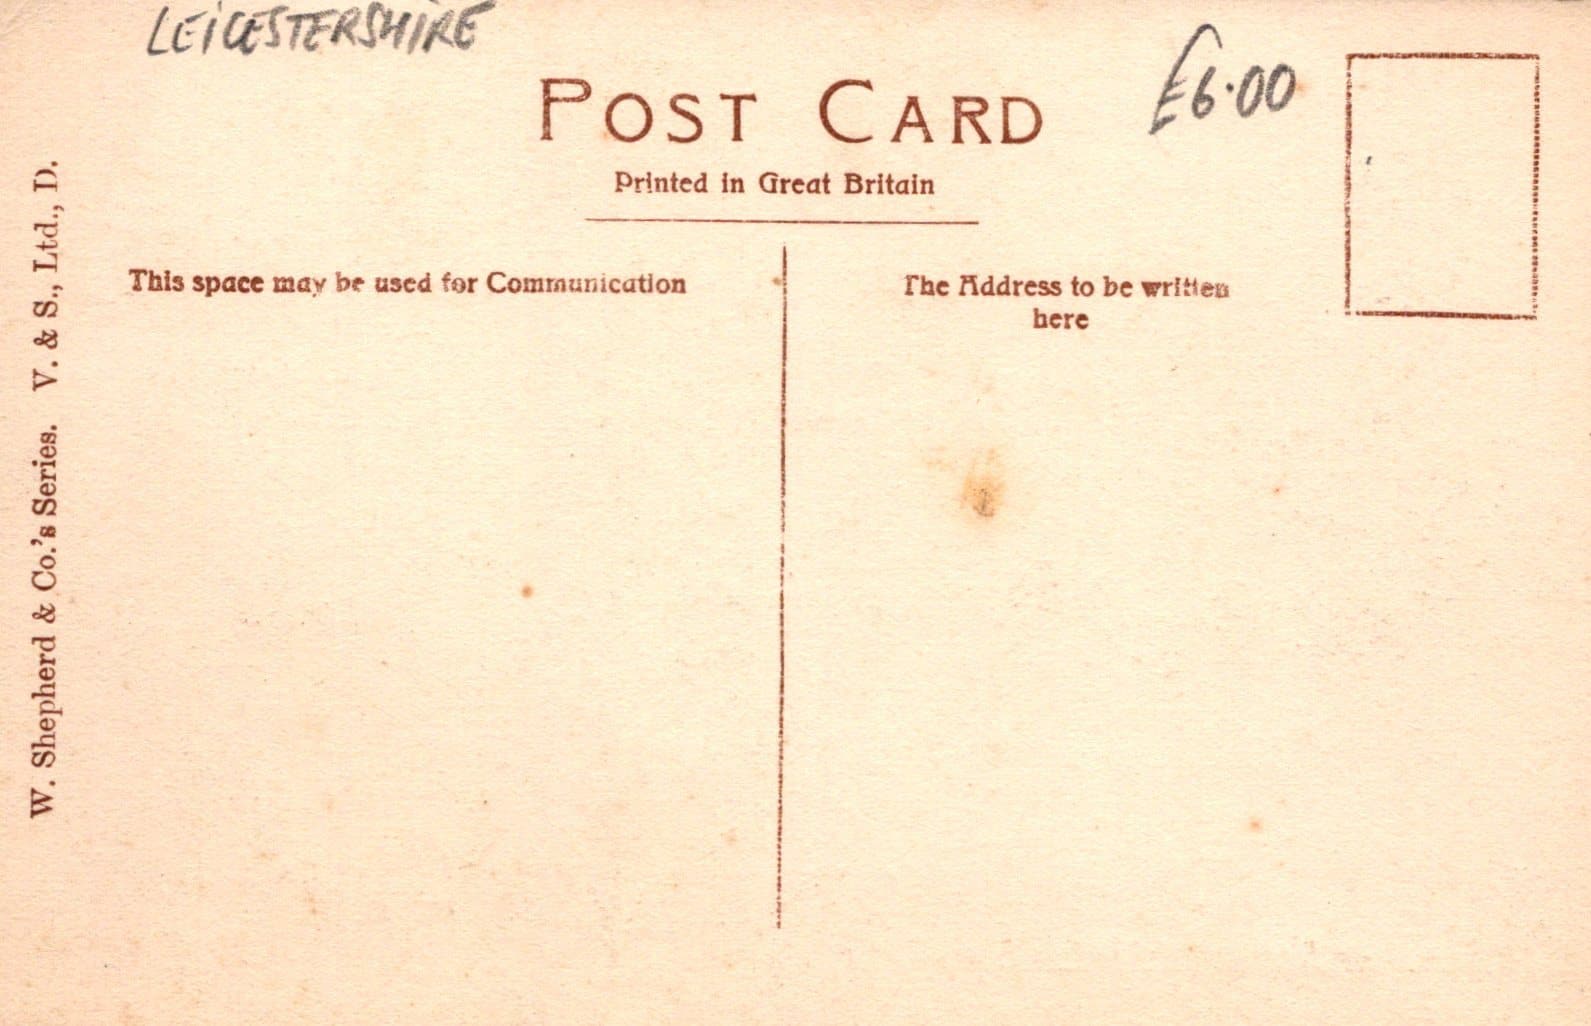 LEICESTERSHIRE
£6.00
POST CARD
Printed in Great Britain
This space may be used for Communication
The Address to be written
here
W. Shepherd & Co.'s Series. V. & S., Ltd., D.